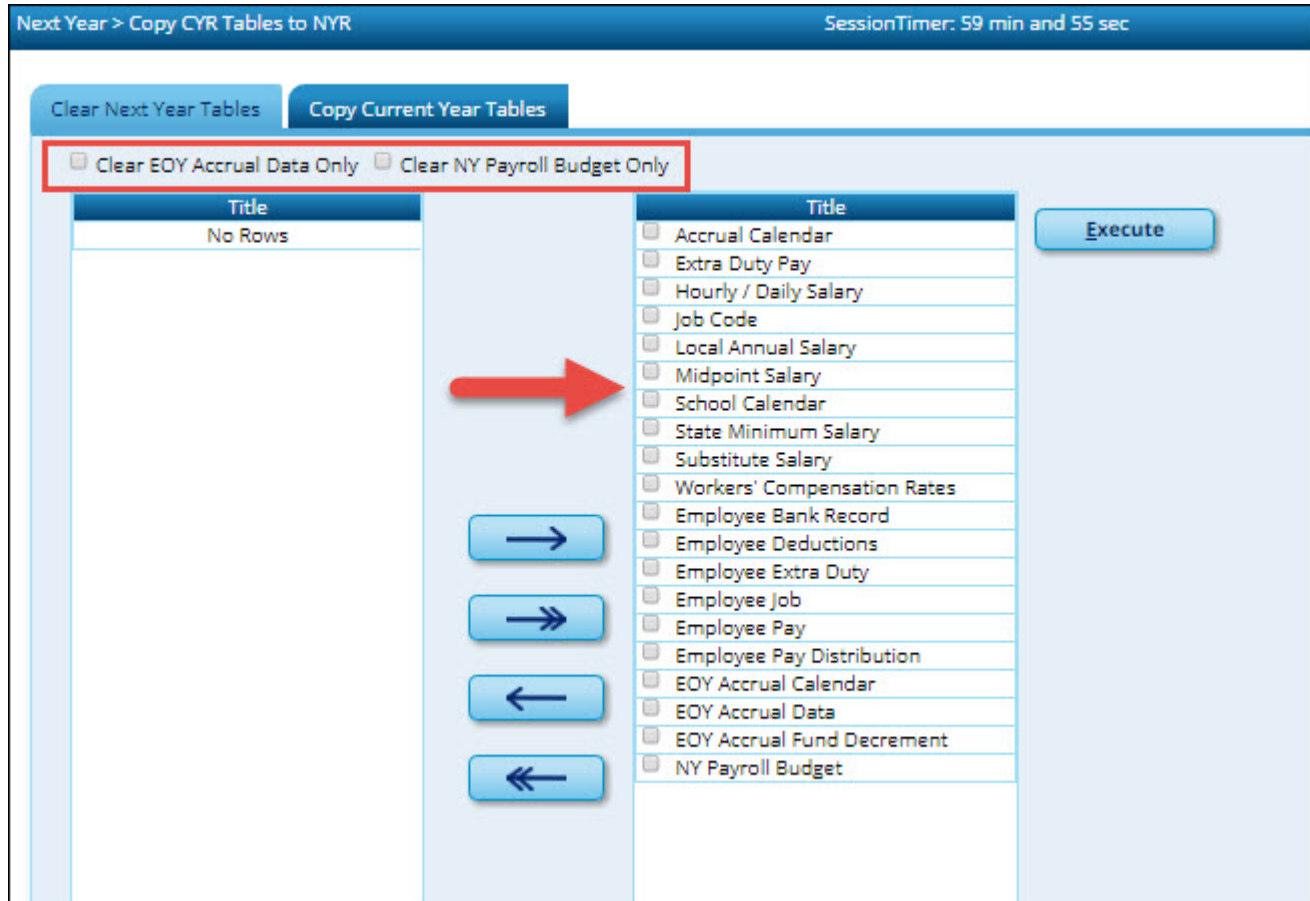 Next Year > Copy CYR Tables to NYR SessionTimer: 59 min and 55 sec
Clear Next Year Tables Copy Current Year Tables
Clear EOY Accrual Data Only Clear NY Payroll Budget Only
Title
No Rows
Title
Accrual Calendar
Extra Duty Pay
Hourly / Daily Salary
Job Code
Local Annual Salary
Midpoint Salary
School Calendar
State Minimum Salary
Substitute Salary
Workers' Compensation Rates
Employee Bank Record
Employee Deductions
Employee Extra Duty
Employee Job
Employee Pay
Employee Pay Distribution
EOY Accrual Calendar
EOY Accrual Data
EOY Accrual Fund Decrement
NY Payroll Budget
Execute